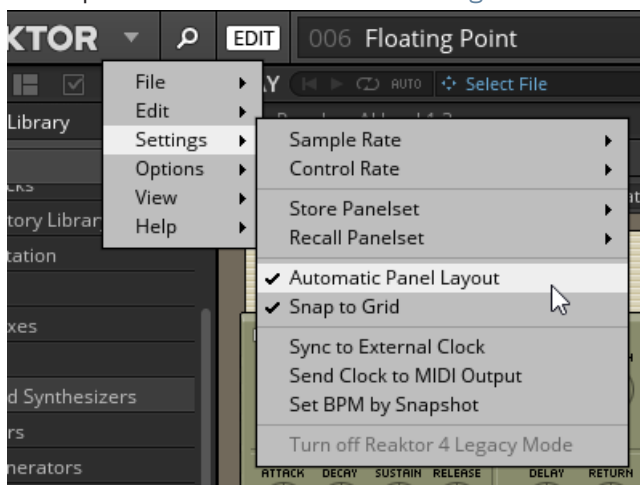 KTOR
EDIT
006 Floating Point
AUTO
Select File
File
Edit
Settings
Options
View
Help
Library
tory Librar
tation
xes
d Synthesizers
rs
nerators
Sample Rate
Control Rate
Store Panelset
Recall Panelset
Automatic Panel Layout
Snap to Grid
Sync to External Clock
Send Clock to MIDI Output
Set BPM by Snapshot
Turn off Reaktor 4 Legacy Mode
ATTACK DECAY SUSTAIN RELEASE DELAY RETURN